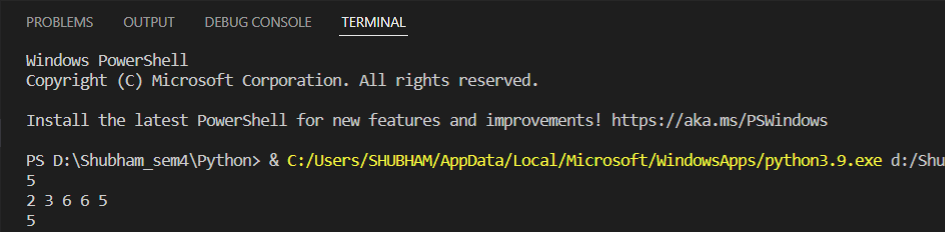 PROBLEMS OUTPUT DEBUG CONSOLE TERMINAL
Windows PowerShell
Copyright (C) Microsoft Corporation. All rights reserved.
Install the latest PowerShell for new features and improvements! https://aka.ms/PSWindows
PS D:\Shubham_sem4\Python> & C:/Users/SHUBHAM/AppData/Local/Microsoft/WindowsApps/python3.9.exe d:/Shu
5
2 3 6 6 5
5